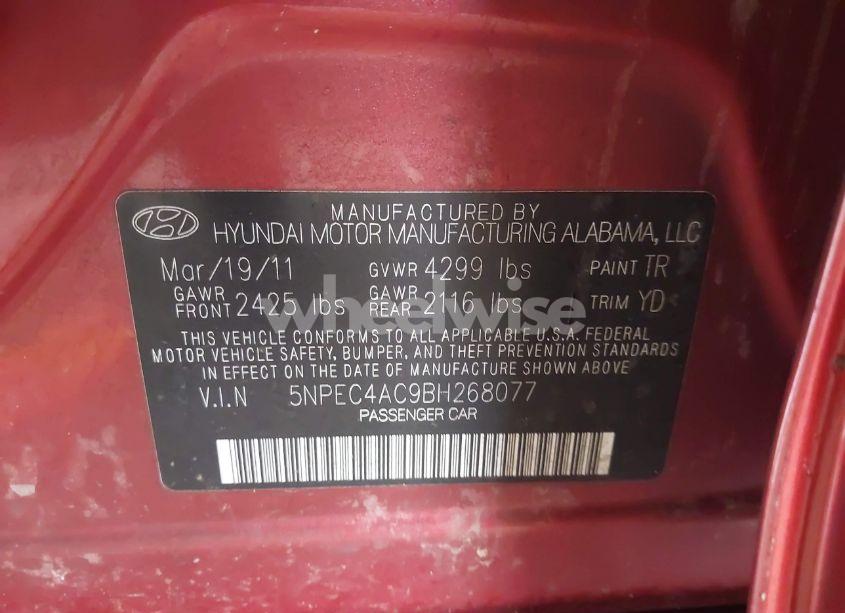 MANUFACTURED BY
HYUNDAI MOTOR MANUFACTURING ALABAMA, LLC
Mar/19/11 GVWR 4299 lbs PAINT TR
GAWR FRONT 2425 lbs GAWR REAR 2116 lbs TRIM YD
THIS VEHICLE CONFORMS TO ALL APPLICABLE U.S.A. FEDERAL
MOTOR VEHICLE SAFETY, BUMPER, AND THEFT PREVENTION STANDARDS
IN EFFECT ON THE DATE OF MANUFACTURE SHOWN ABOVE
V.I.N 5NPEC4AC9BH268077
PASSENGER CAR
wheelwise